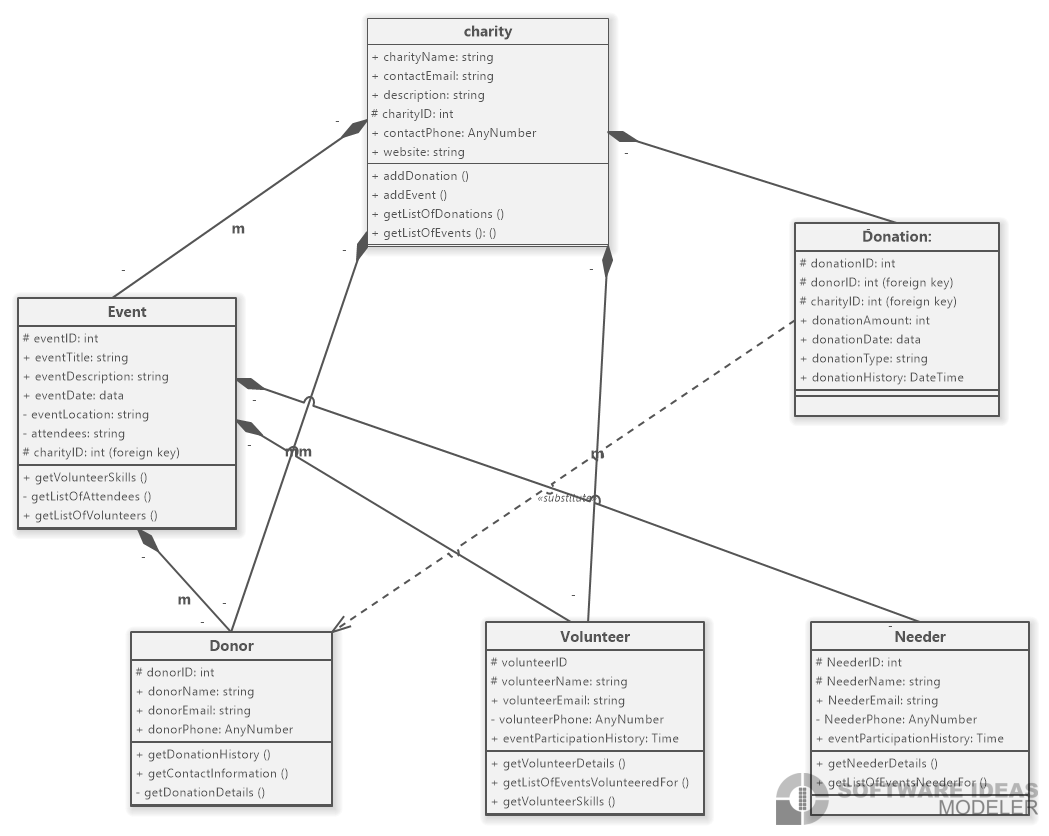 charity
+ charityName: string
+ contactEmail: string
+ description: string
# charityID: int
+ contactPhone: AnyNumber
+ website: string
+ addDonation ()
+ addEvent ()
+ getListOfDonations ()
+ getListOfEvents (): ()
m
Donation:
# donationID: int
# donorID: int (foreign key)
# charityID: int (foreign key)
+ donationAmount: int
+ donationDate: data
+ donationType: string
+ donationHistory: DateTime
Event
# eventID: int
+ eventTitle: string
+ eventDescription: string
+ eventDate: data
- eventLocation: string
- attendees: string
# charityID: int (foreign key)
+ getVolunteerSkills ()
- getListOfAttendees ()
+ getListOfVolunteers ()
m
m
m
«substitute»
m
Donor
# donorID: int
+ donorName: string
+ donorEmail: string
+ donorPhone: AnyNumber
+ getDonationHistory ()
+ getContactInformation ()
- getDonationDetails ()
Volunteer
# volunteerID
# volunteerName: string
+ volunteerEmail: string
- volunteerPhone: AnyNumber
+ eventParticipationHistory: Time
+ getVolunteerDetails ()
+ getListOfEventsVolunteeredFor ()
+ getVolunteerSkills ()
Needer
# NeederID: int
# NeederName: string
+ NeederEmail: string
- NeederPhone: AnyNumber
+ eventParticipationHistory: Time
+ getNeederDetails ()
+ getListOfEventsNeederFor ()
SOFTWARE IDEAS
MODELER